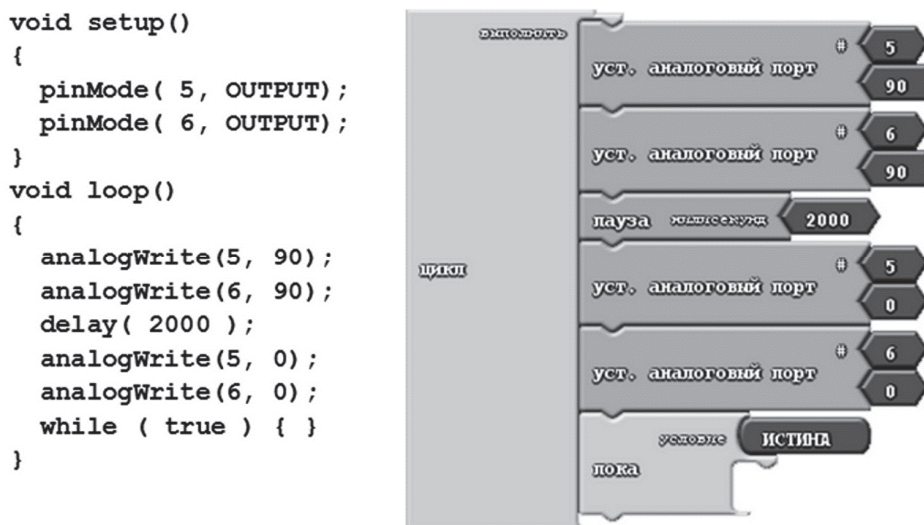 void setup()
{
pinMode( 5, OUTPUT);
pinMode( 6, OUTPUT);
}
void loop()
{
analogWrite(5, 90);
analogWrite(6, 90);
delay( 2000 );
analogWrite(5, 0);
analogWrite(6, 0);
while ( true ) { }
}
цикл
выполнять
уст. аналоговый порт # 5
90
уст. аналоговый порт # 6
90
пауза миллисекунд 2000
уст. аналоговый порт # 5
0
уст. аналоговый порт # 6
0
пока условие ИСТИНА